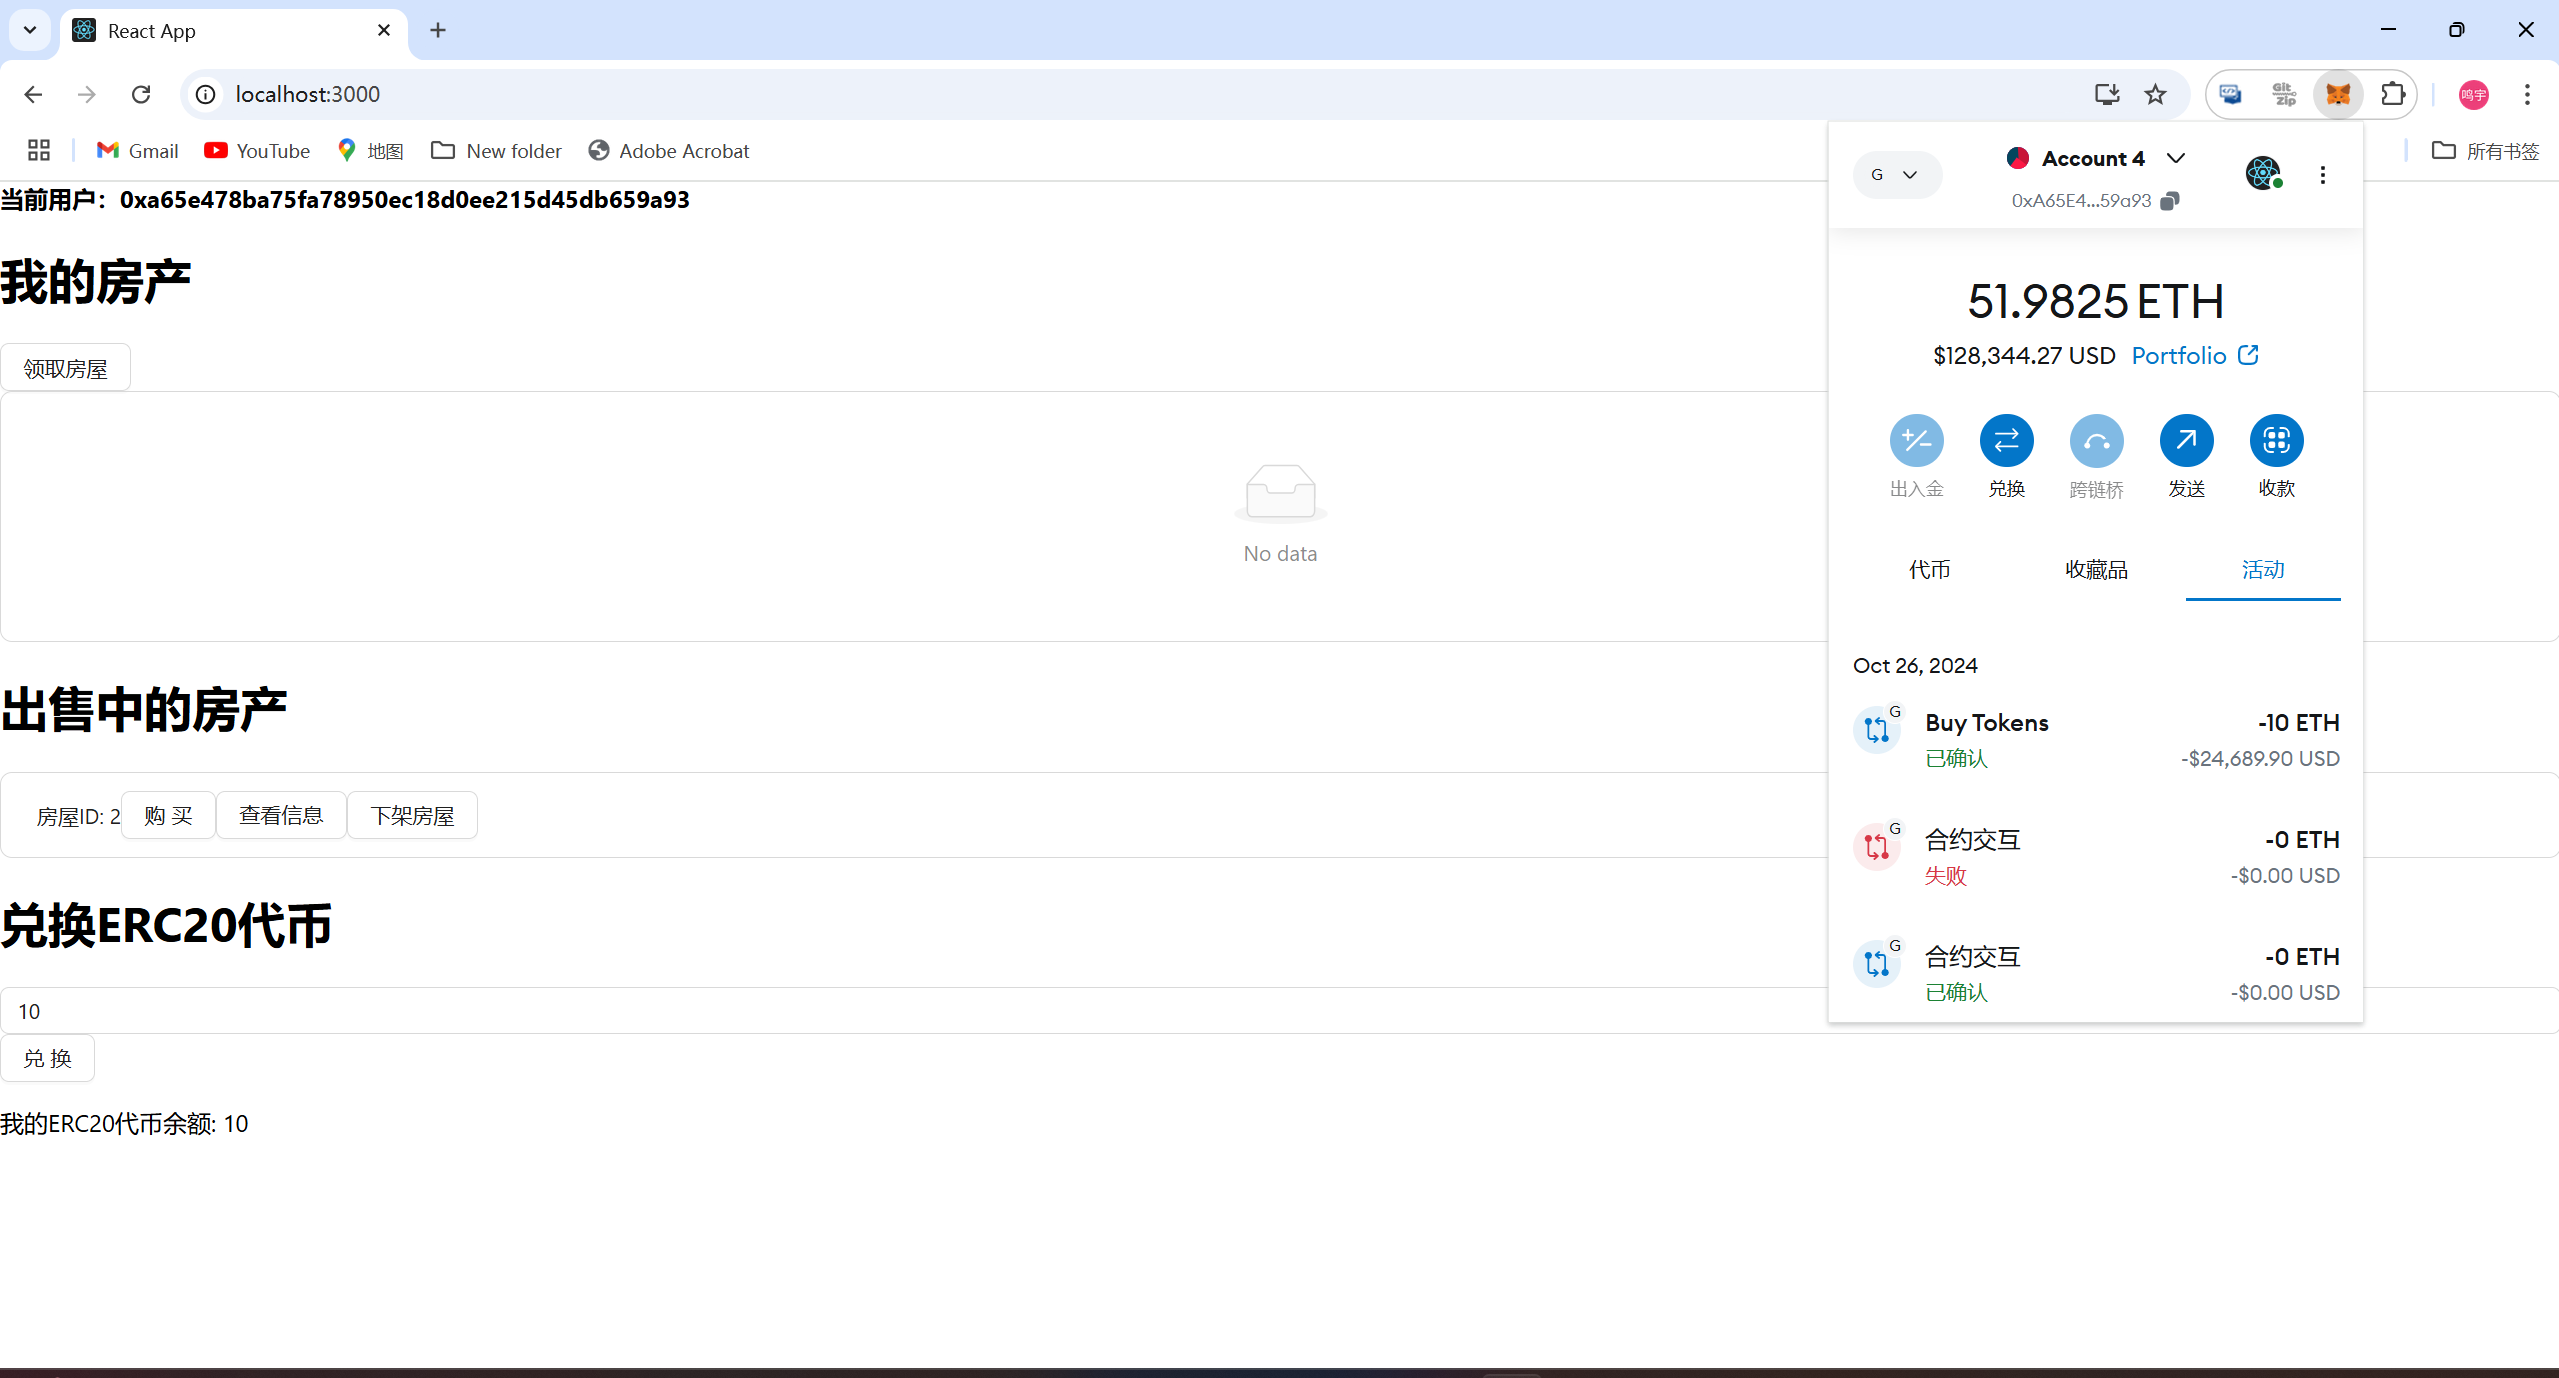 React App
localhost:3000
Git
Zip
鸣宇
Gmail
YouTube
地图
New folder
Adobe Acrobat
所有书签
当前用户：0xa65e478ba75fa78950ec18d0ee215d45db659a93
我的房产
领取房屋
No data
出售中的房产
房屋ID: 2
购 买
查看信息
下架房屋
兑换ERC20代币
10
兑 换
我的ERC20代币余额: 10
G
Account 4
0xA65E4...59a93
51.9825 ETH
$128,344.27 USD Portfolio
出入金
兑换
跨链桥
发送
收款
代币
收藏品
活动
Oct 26, 2024
G
Buy Tokens
-10 ETH
已确认
-$24,689.90 USD
G
合约交互
-0 ETH
失败
-$0.00 USD
G
合约交互
-0 ETH
已确认
-$0.00 USD